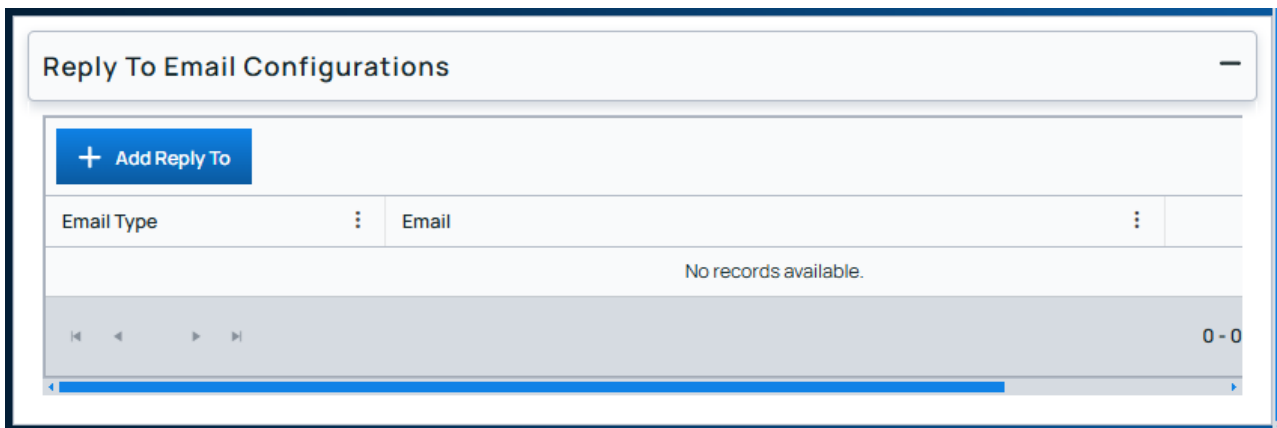 Reply To Email Configurations
Add Reply To
Email Type
Email
No records available.
0 - 0